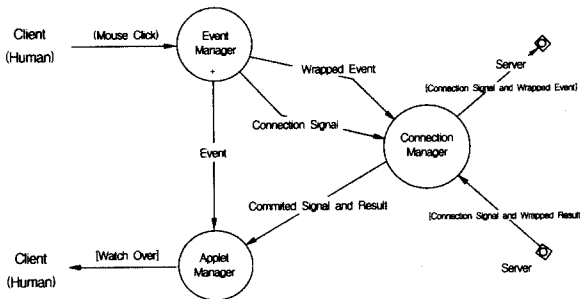 Client
(Human)
(Mouse Click)
Event
Manager
+
Wrapped Event
Server
[Connection Signal and Wrapped Event]
Connection Signal
Connection
Manager
Event
Commited Signal and Result
[Connection Signal and Wrapped Result
Client
(Human)
[Watch Over]
Applet
Manager
Server